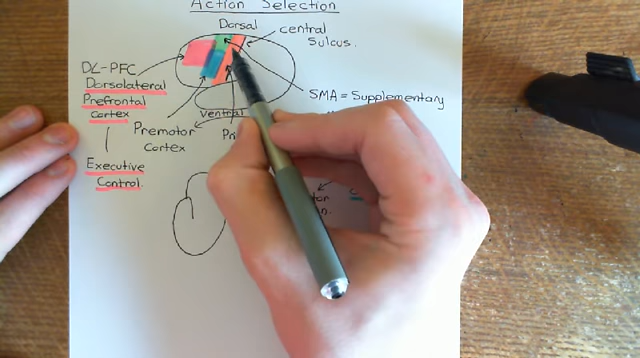 Action Selection
Dorsal
central
Sulcus.
DL-PFC
Dorsolateral
Prefrontal
cortex
SMA = Supplementary
Ventral
Premotor
Cortex
Executive
Control.